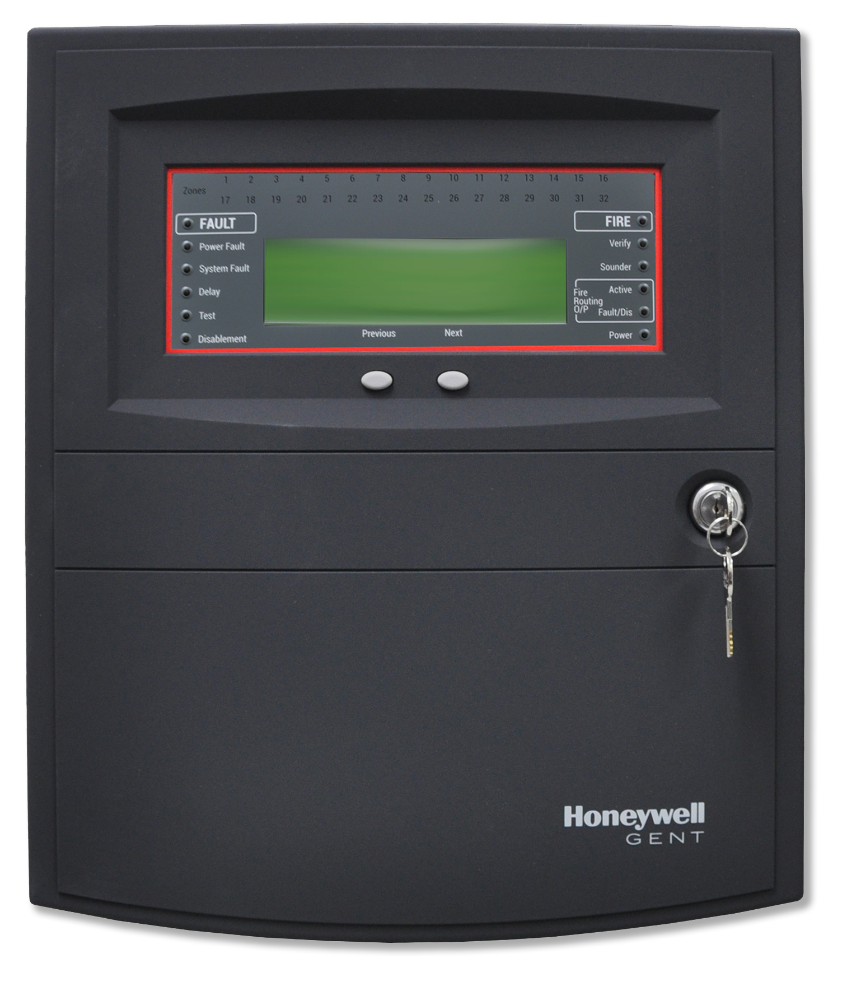 1 2 3 4 5 6 7 8 9 10 11 12 13 14 15 16
Zones
17 18 19 20 21 22 23 24 25 26 27 28 29 30 31 32
FAULT
Power Fault
System Fault
Delay
Test
Disablement
FIRE
Verify
Sounder
Active
Fire
Routing
O/P
Fault/Dis
Power
Previous
Next
Honeywell
GENT